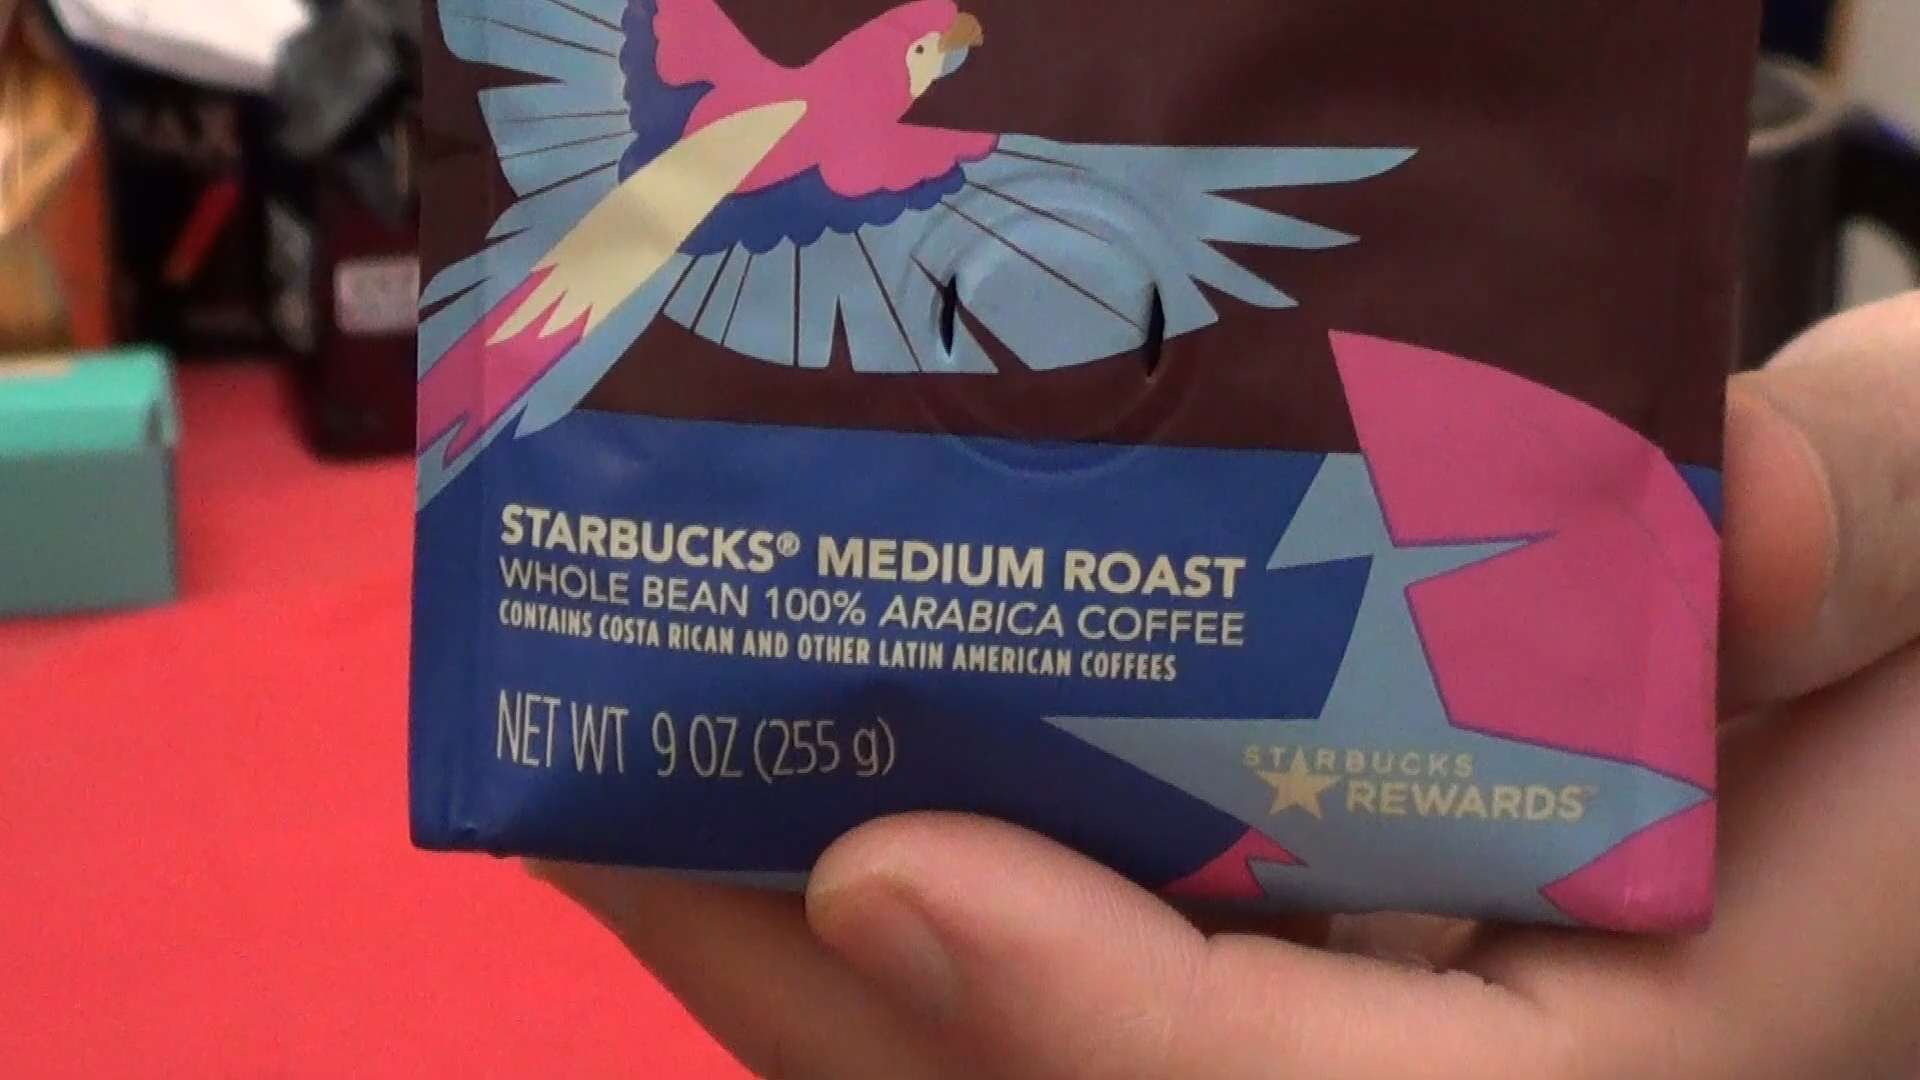 STARBUCKS® MEDIUM ROAST
WHOLE BEAN 100% ARABICA COFFEE
CONTAINS COSTA RICAN AND OTHER LATIN AMERICAN COFFEES
NET WT 9 OZ (255 g)
STARBUCKS
REWARDS™